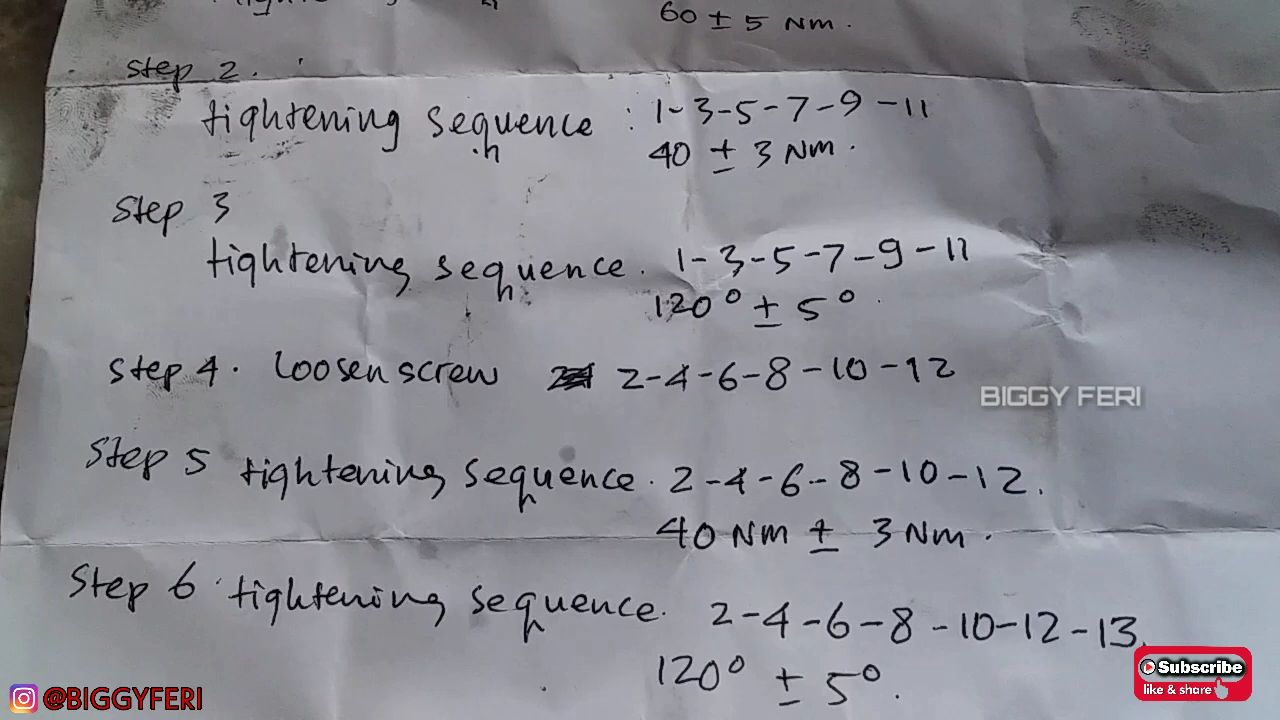 60 ± 5 Nm.
Step 2.
tightening sequence : 1-3-5-7-9-11
40 ± 3 Nm.
Step 3
tightening sequence. 1-3-5-7-9-11
120° ± 5°
Step 4. Loosen screw 2-4-6-8-10-12
BIGGY FERI
Step 5 tightening sequence. 2-4-6-8-10-12.
40 Nm ± 3 Nm.
Step 6 tightening sequence. 2-4-6-8-10-12-13.
120° ± 5°.
Subscribe
like & share
@BIGGYFERI